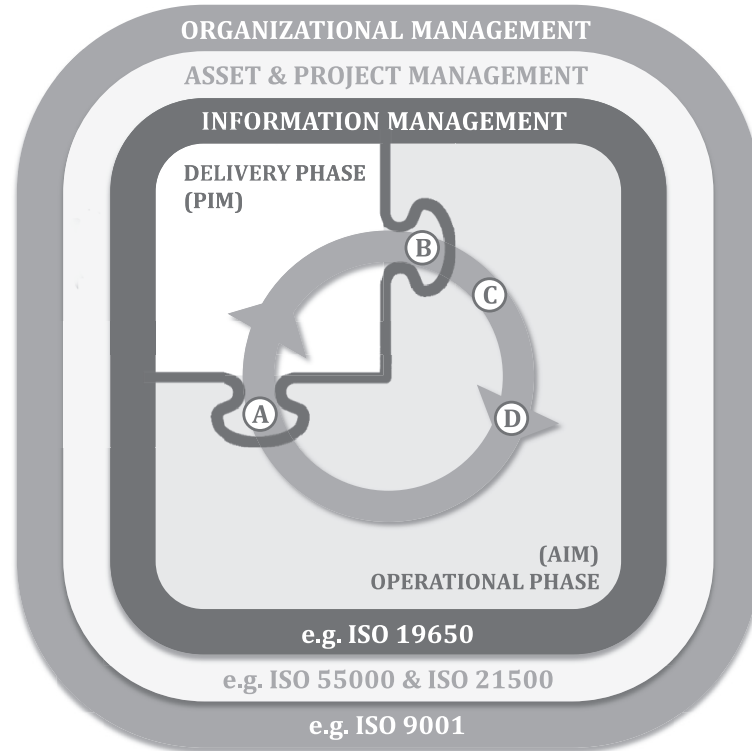 ORGANIZATIONAL MANAGEMENT
ASSET & PROJECT MANAGEMENT
INFORMATION MANAGEMENT
DELIVERY PHASE
(PIM)
B
C
A
D
(AIM)
OPERATIONAL PHASE
e.g. ISO 19650
e.g. ISO 55000 & ISO 21500
e.g. ISO 9001